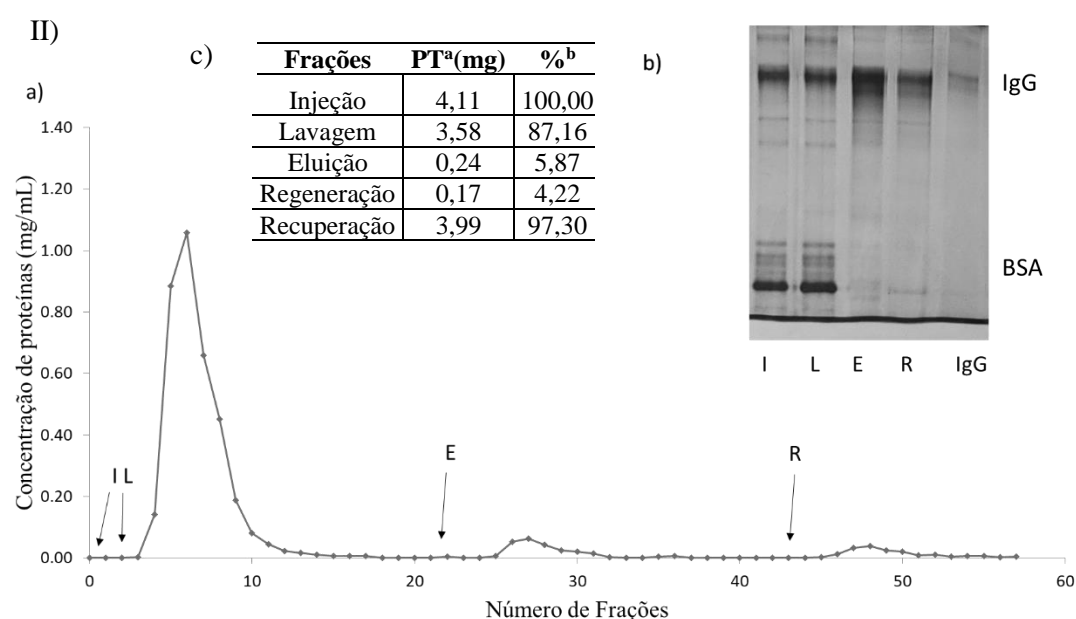 II)
c)
Frações PTᵃ(mg) %ᵇ
Injeção 4,11 100,00
Lavagem 3,58 87,16
Eluição 0,24 5,87
Regeneração 0,17 4,22
Recuperação 3,99 97,30
b)
IgG
BSA
I L E R IgG
a)
Concentração de proteínas (mg/mL)
1.40
1.20
1.00
0.80
0.60
0.40
0.20
0.00
I L
E
R
0 10 20 30 40 50 60
Número de Frações